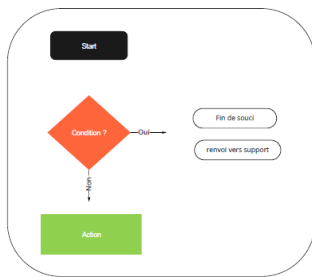 Start
Condition ?
Oui
Fin de souci
renvoi vers support
Non
Action